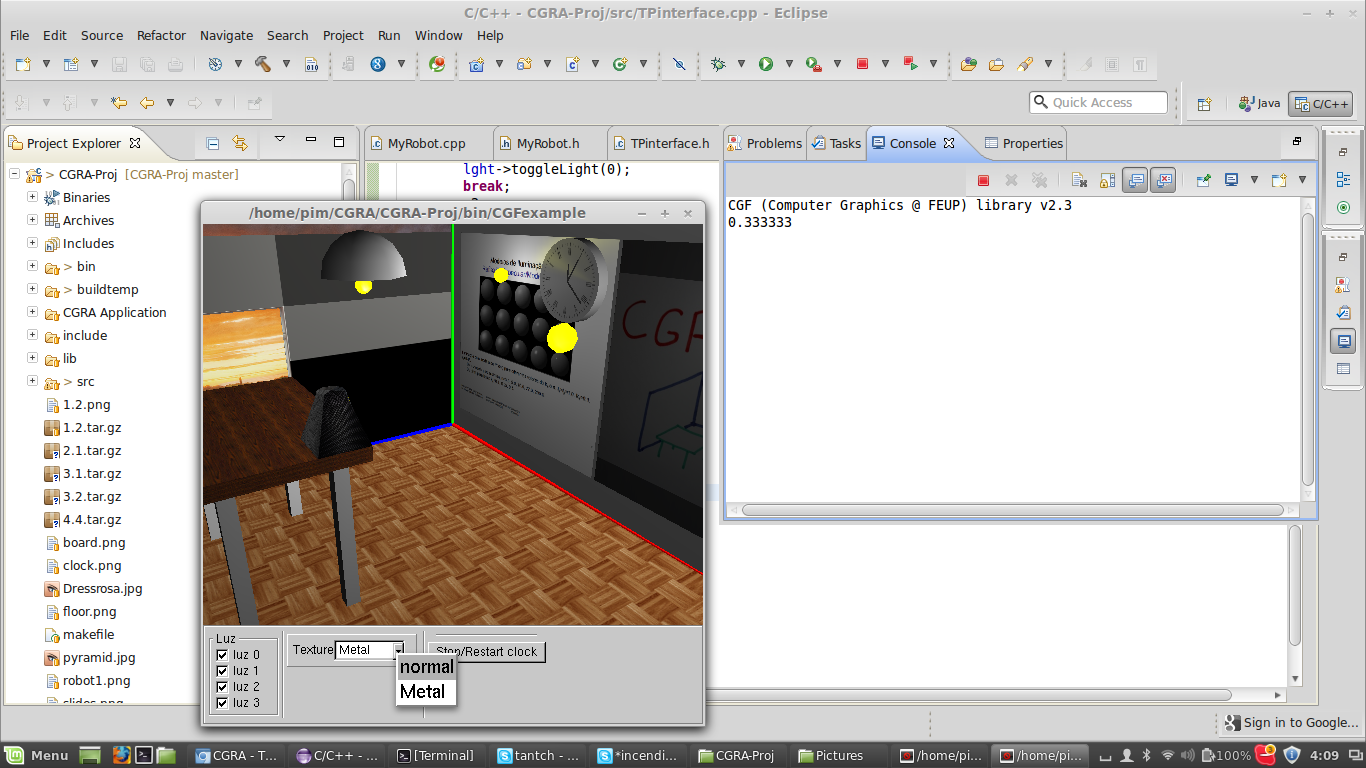 C/C++ - CGRA-Proj/src/TPinterface.cpp - Eclipse
File Edit Source Refactor Navigate Search Project Run Window Help
Quick Access
Java
C/C++
Project Explorer
MyRobot.cpp
MyRobot.h
TPinterface.h
Problems
Tasks
Console
Properties
> CGRA-Proj [CGRA-Proj master]
Binaries
Archives
Includes
> bin
> buildtemp
CGRA Application
include
lib
> src
1.2.png
1.2.tar.gz
2.1.tar.gz
3.1.tar.gz
3.2.tar.gz
4.4.tar.gz
board.png
clock.png
Dressrosa.jpg
floor.png
makefile
pyramid.jpg
robot1.png
slides.png
lght->toggleLight(0);
break;
CGF (Computer Graphics @ FEUP) library v2.3
0.333333
/home/pim/CGRA/CGRA-Proj/bin/CGFexample
CGRA
Luz
luz 0
luz 1
luz 2
luz 3
Texture
Metal
normal
Metal
Stop/Restart clock
Sign in to Google...
Menu
CGRA - T...
C/C++ - ...
[Terminal]
tantch - ...
*incendi...
CGRA-Proj
Pictures
/home/pi...
/home/pi...
100%
4:09